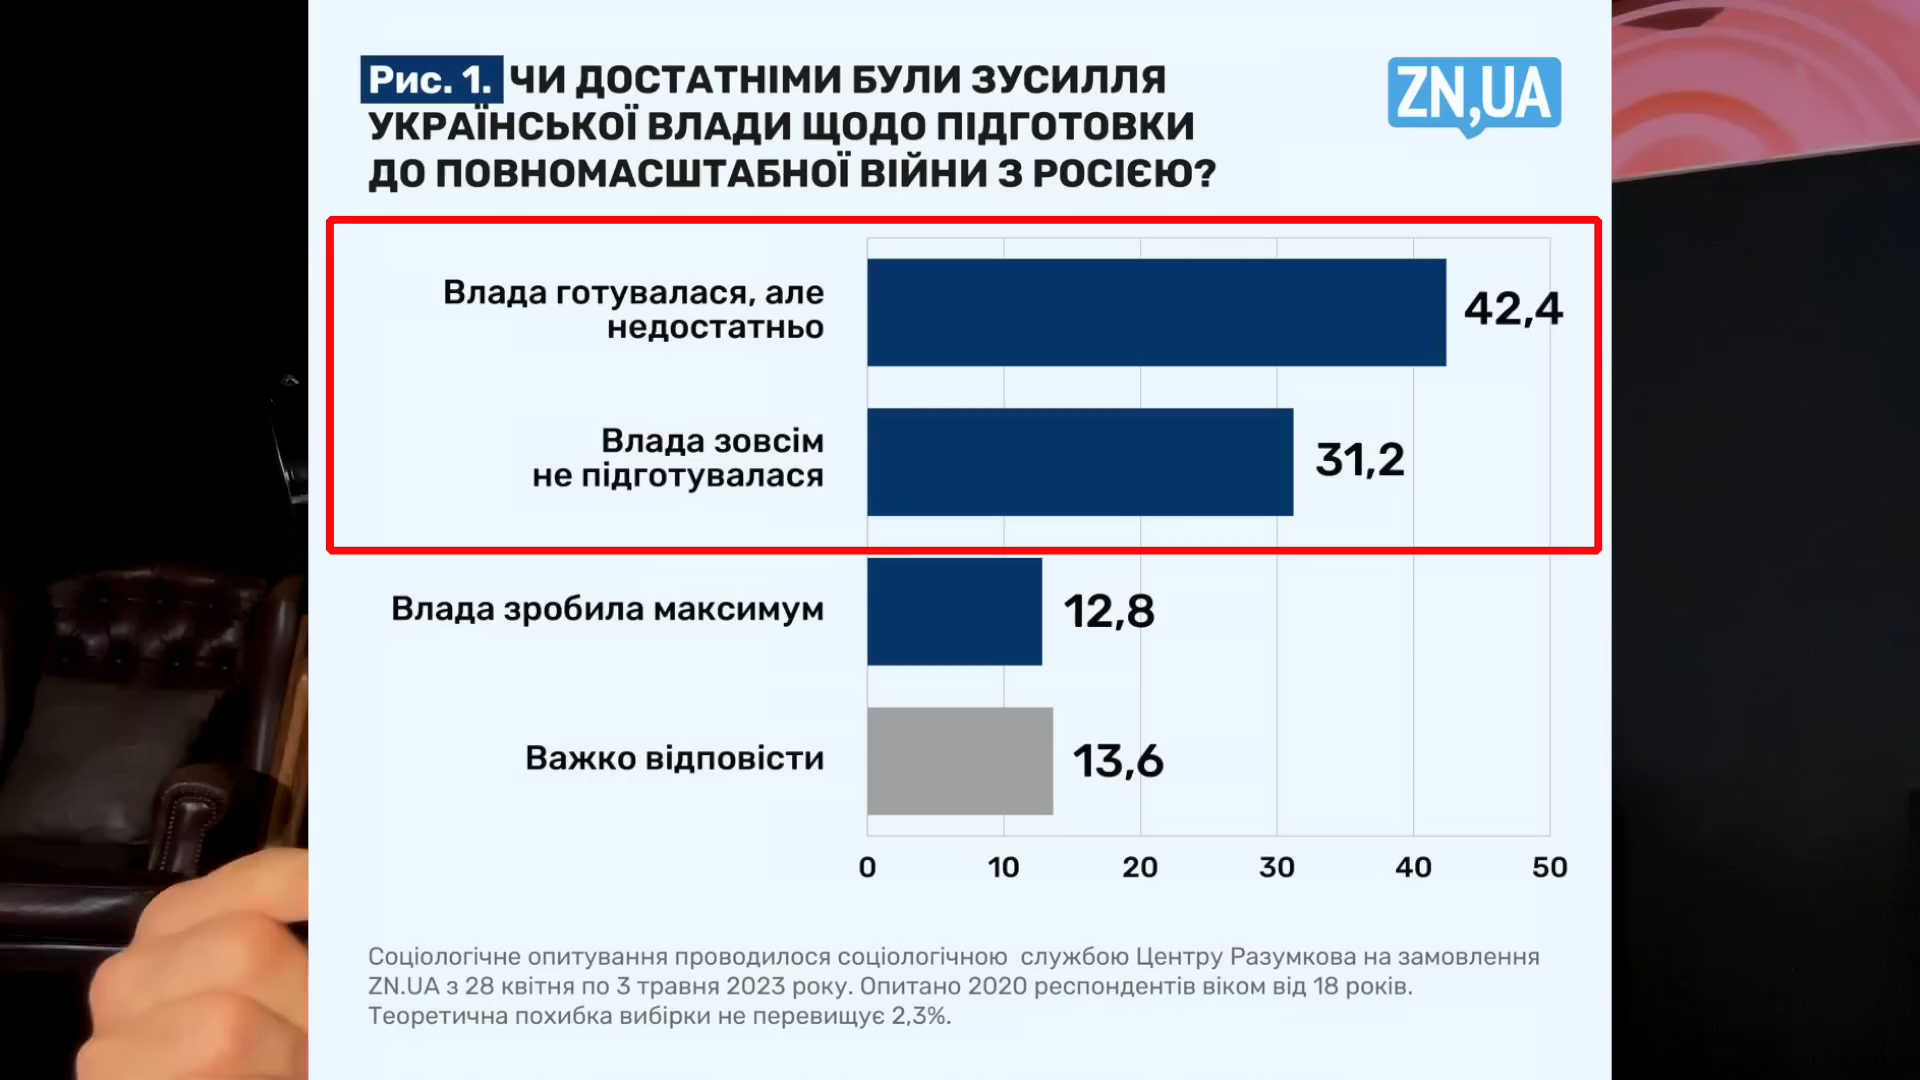 Рис. 1. ЧИ ДОСТАТНІМИ БУЛИ ЗУСИЛЛЯ
УКРАЇНСЬКОЇ ВЛАДИ ЩОДО ПІДГОТОВКИ
ДО ПОВНОМАСШТАБНОЇ ВІЙНИ З РОСІЄЮ?
ZN,UA
Влада готувалася, але
недостатньо
42,4
Влада зовсім
не підготувалася
31,2
Влада зробила максимум
12,8
Важко відповісти
13,6
0 10 20 30 40 50
Соціологічне опитування проводилося соціологічною службою Центру Разумкова на замовлення
ZN.UA з 28 квітня по 3 травня 2023 року. Опитано 2020 респондентів віком від 18 років.
Теоретична похибка вибірки не перевищує 2,3%.